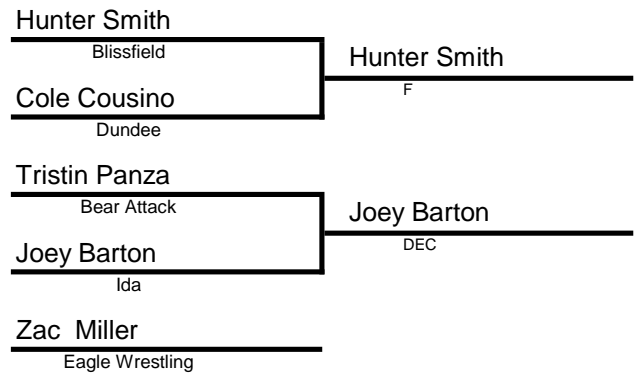 Hunter Smith
Blissfield
Hunter Smith
F
Cole Cousino
Dundee
Tristin Panza
Bear Attack
Joey Barton
DEC
Joey Barton
Ida
Zac  Miller
Eagle Wrestling